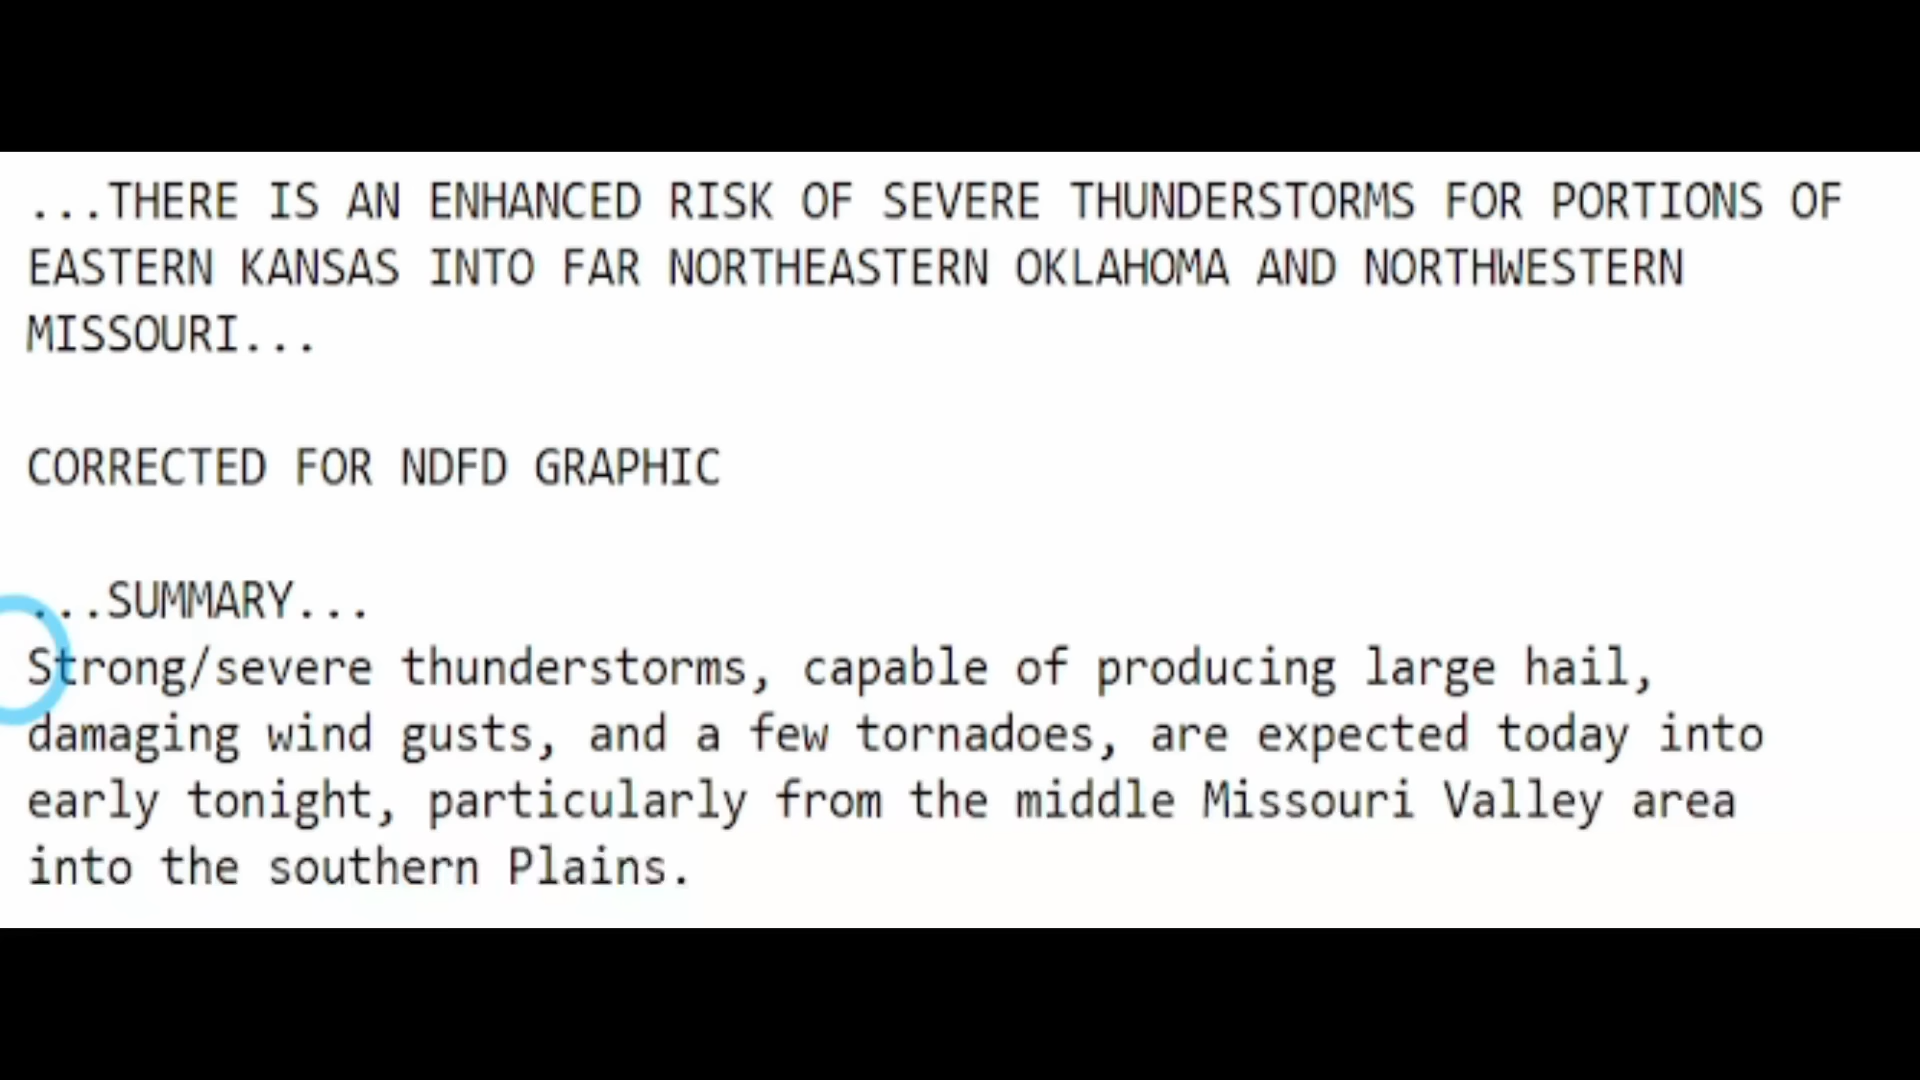 ...THERE IS AN ENHANCED RISK OF SEVERE THUNDERSTORMS FOR PORTIONS OF
EASTERN KANSAS INTO FAR NORTHEASTERN OKLAHOMA AND NORTHWESTERN
MISSOURI...
CORRECTED FOR NDFD GRAPHIC
...SUMMARY...
Strong/severe thunderstorms, capable of producing large hail,
damaging wind gusts, and a few tornadoes, are expected today into
early tonight, particularly from the middle Missouri Valley area
into the southern Plains.